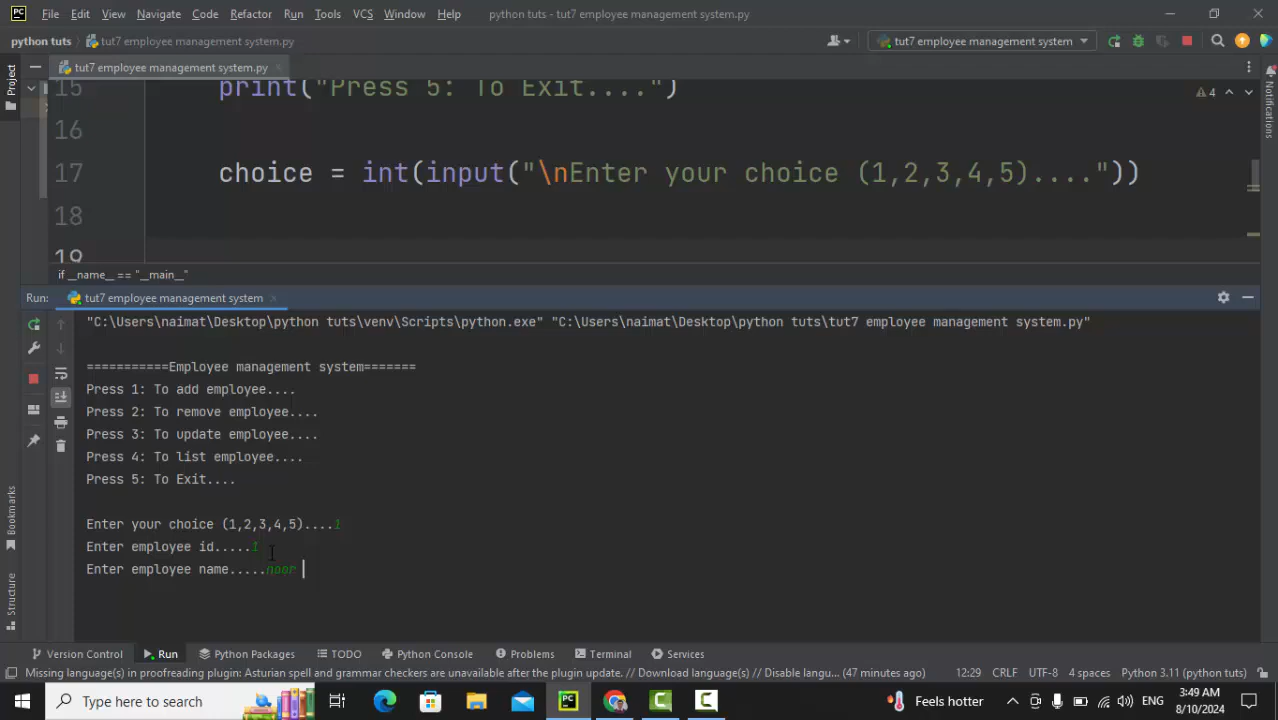 File Edit View Navigate Code Refactor Run Tools VCS Window Help python tuts - tut7 employee management system.py
python tuts tut7 employee management system.py tut7 employee management system
Project
tut7 employee management system.py
15 print("Press 5: To Exit....")
4
16
17 choice = int(input("\nEnter your choice (1,2,3,4,5)...."))
18
19
Notifications
if __name__ == "__main__"
Run: tut7 employee management system
"C:\Users\naimat\Desktop\python tuts\venv\Scripts\python.exe" "C:\Users\naimat\Desktop\python tuts\tut7 employee management system.py"
===========Employee management system=======
Press 1: To add employee....
Press 2: To remove employee....
Press 3: To update employee....
Press 4: To list employee....
Press 5: To Exit....
Enter your choice (1,2,3,4,5)....1
Enter employee id.....1
Enter employee name.....noor
Bookmarks
Structure
Version Control Run Python Packages TODO Python Console Problems Terminal Services
Missing language(s) in proofreading plugin: Asturian spell and grammar checkers are unavailable after the plugin update. // Download language(s) // Disable langu... (47 minutes ago) 12:29 CRLF UTF-8 4 spaces Python 3.11 (python tuts)
Type here to search
Feels hotter
ENG
3:49 AM
8/10/2024